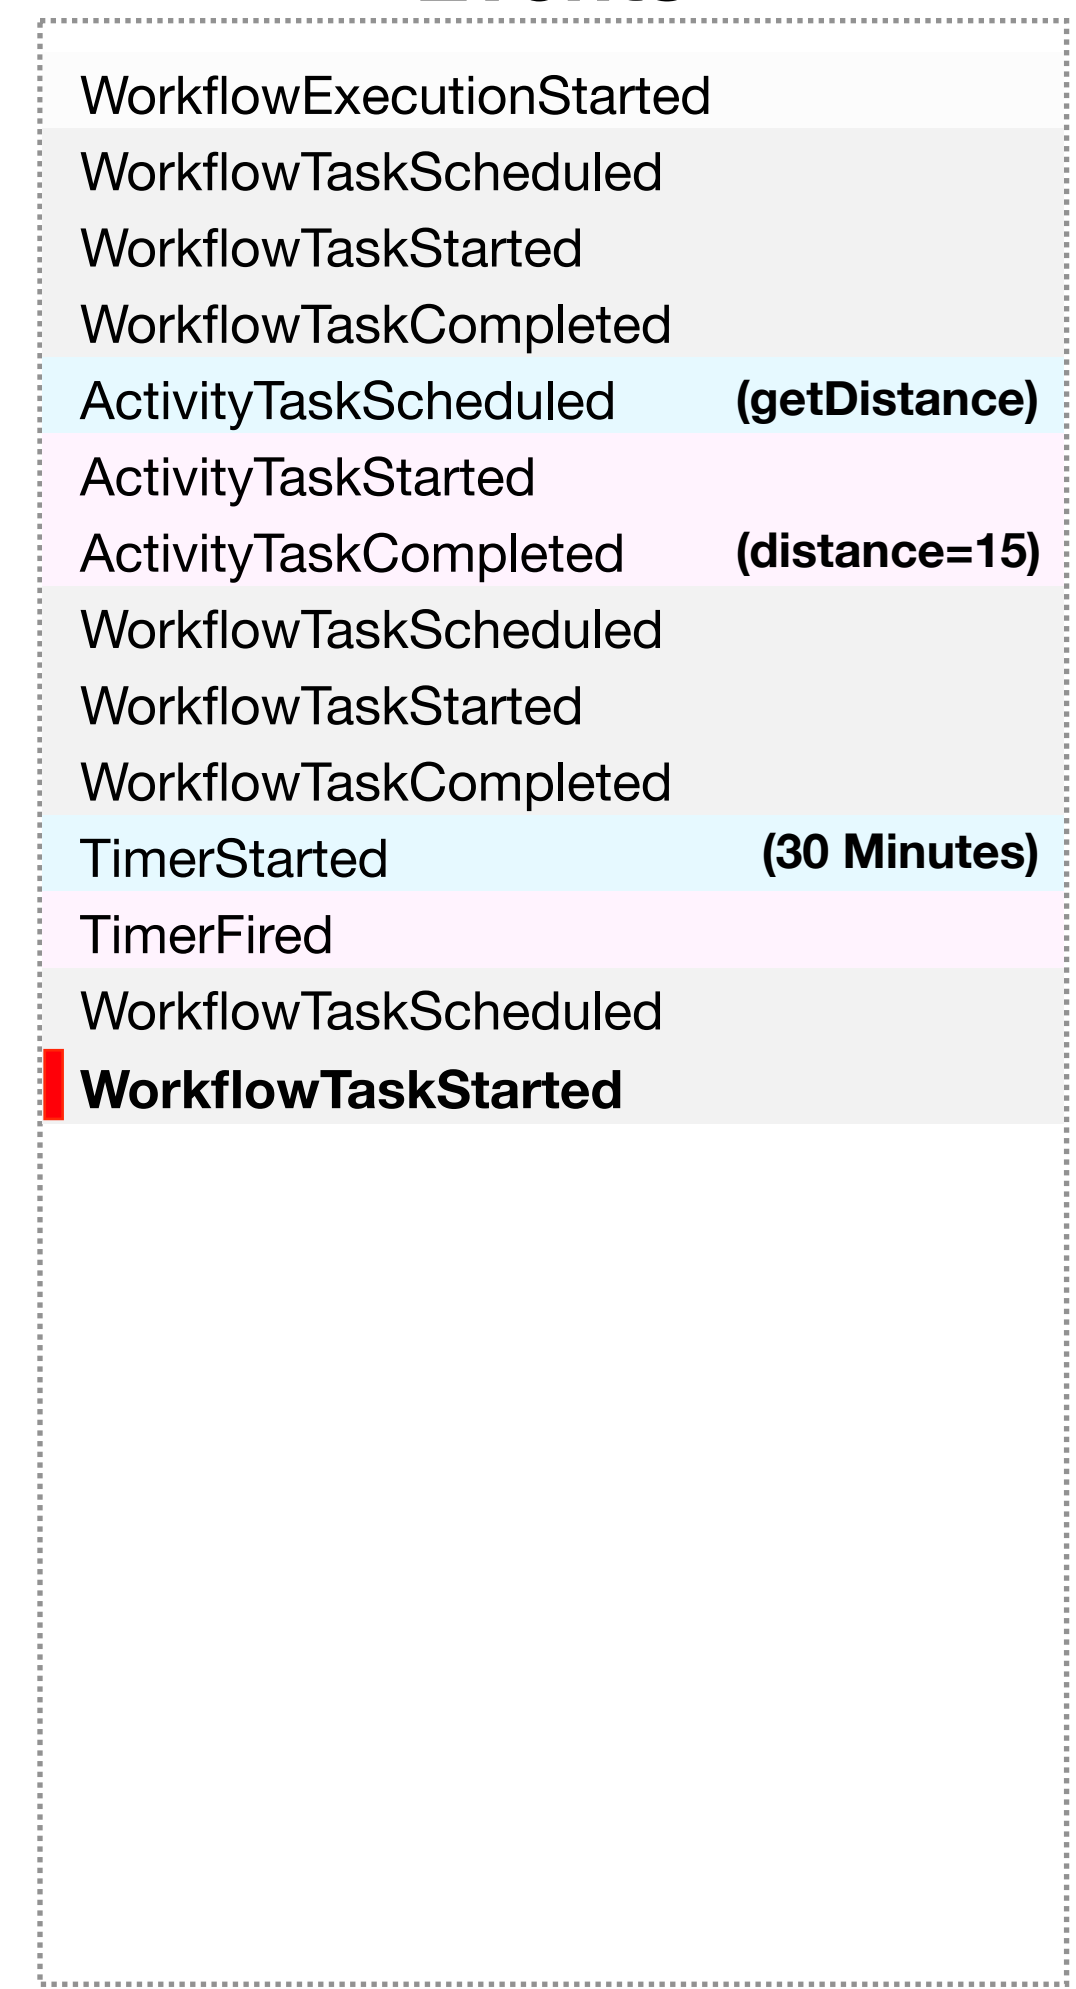 WorkflowExecutionStarted
WorkflowTaskScheduled
WorkflowTaskStarted
WorkflowTaskCompleted
ActivityTaskScheduled (getDistance)
ActivityTaskStarted
ActivityTaskCompleted (distance=15)
WorkflowTaskScheduled
WorkflowTaskStarted
WorkflowTaskCompleted
TimerStarted (30 Minutes)
TimerFired
WorkflowTaskScheduled
WorkflowTaskStarted